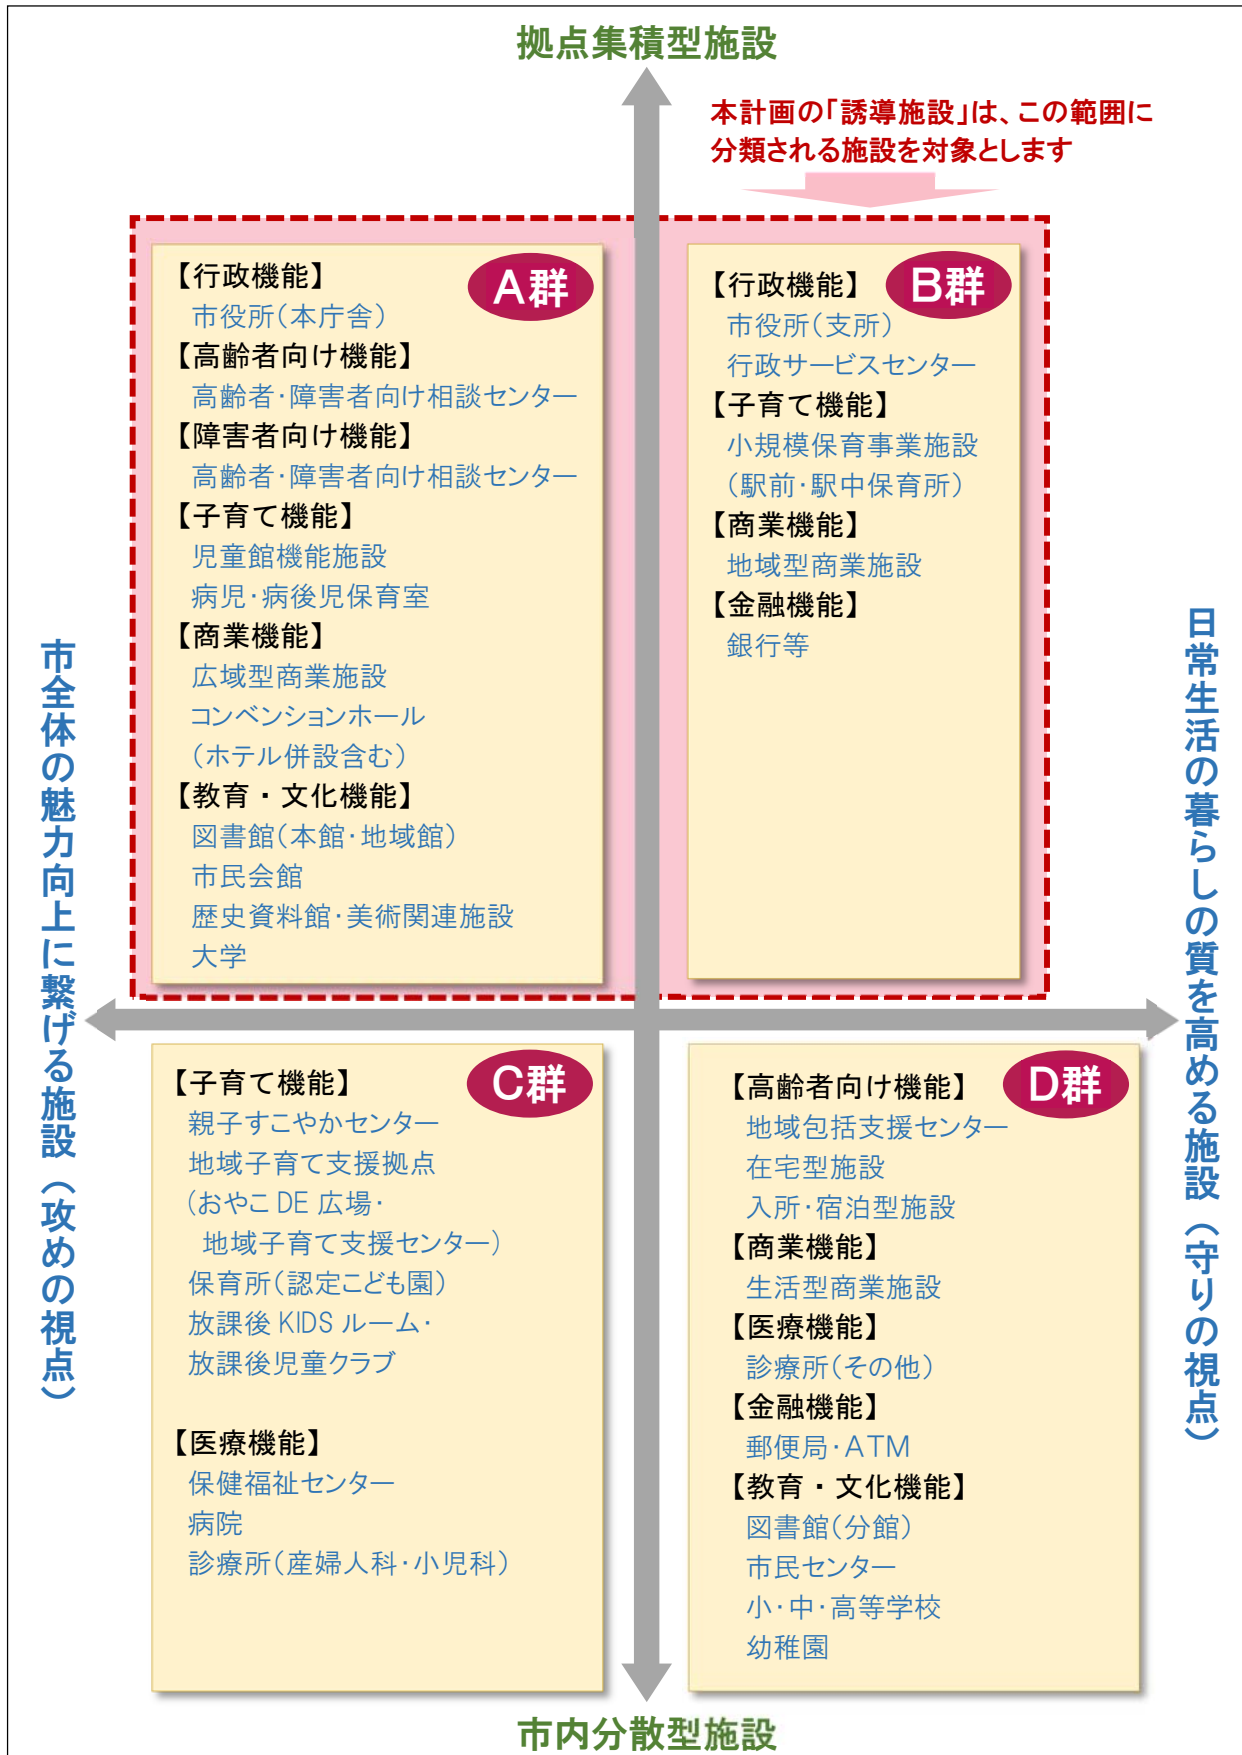 拠点集積型施設
本計画の「誘導施設」は、この範囲に
分類される施設を対象とします
A群
【行政機能】
市役所(本庁舎)
【高齢者向け機能】
高齢者・障害者向け相談センター
【障害者向け機能】
高齢者・障害者向け相談センター
【子育て機能】
児童館機能施設
病児・病後児保育室
【商業機能】
広域型商業施設
コンベンションホール
(ホテル併設含む)
【教育・文化機能】
図書館(本館・地域館)
市民会館
歴史資料館・美術関連施設
大学
B群
【行政機能】
市役所(支所)
行政サービスセンター
【子育て機能】
小規模保育事業施設
(駅前・駅中保育所)
【商業機能】
地域型商業施設
【金融機能】
銀行等
市全体の魅力向上に繋げる施設(攻めの視点)
日常生活の暮らしの質を高める施設(守りの視点)
C群
【子育て機能】
親子すこやかセンター
地域子育て支援拠点
(おやこDE広場・
地域子育て支援センター)
保育所(認定こども園)
放課後KIDSルーム・
放課後児童クラブ
【医療機能】
保健福祉センター
病院
診療所(産婦人科・小児科)
D群
【高齢者向け機能】
地域包括支援センター
在宅型施設
入所・宿泊型施設
【商業機能】
生活型商業施設
【医療機能】
診療所(その他)
【金融機能】
郵便局・ATM
【教育・文化機能】
図書館(分館)
市民センター
小・中・高等学校
幼稚園
市内分散型施設